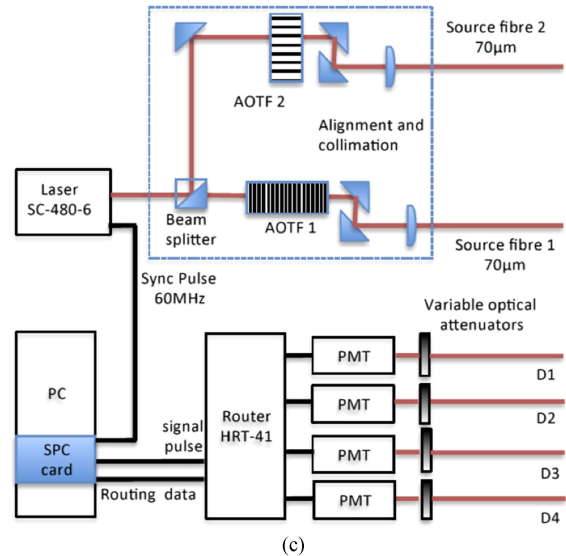 Source fibre 2
70μm
AOTF 2
Alignment and
collimation
Laser
SC-480-6
Beam
splitter
AOTF 1
Source fibre 1
70μm
Sync Pulse
60MHz
Variable optical
attenuators
PC
SPC
card
signal
pulse
Routing data
Router
HRT-41
PMT
D1
PMT
D2
PMT
D3
PMT
D4
(c)